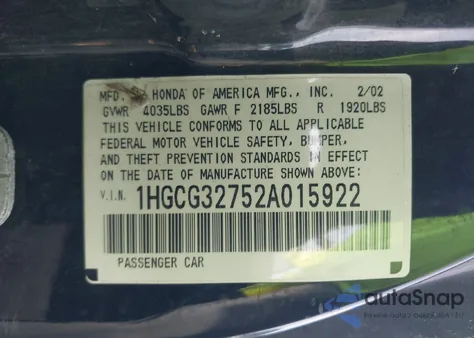 MFD. BY HONDA OF AMERICA MFG., INC. 2/02
GVWR 4035LBS GAWR F 2185LBS R 1920LBS
THIS VEHICLE CONFORMS TO ALL APPLICABLE
FEDERAL MOTOR VEHICLE SAFETY, BUMPER,
AND THEFT PREVENTION STANDARDS IN EFFECT
ON THE DATE OF MANUFACTURE SHOWN ABOVE:
V.I.N. 1HGCG32752A015922
PASSENGER CAR
autoSnap